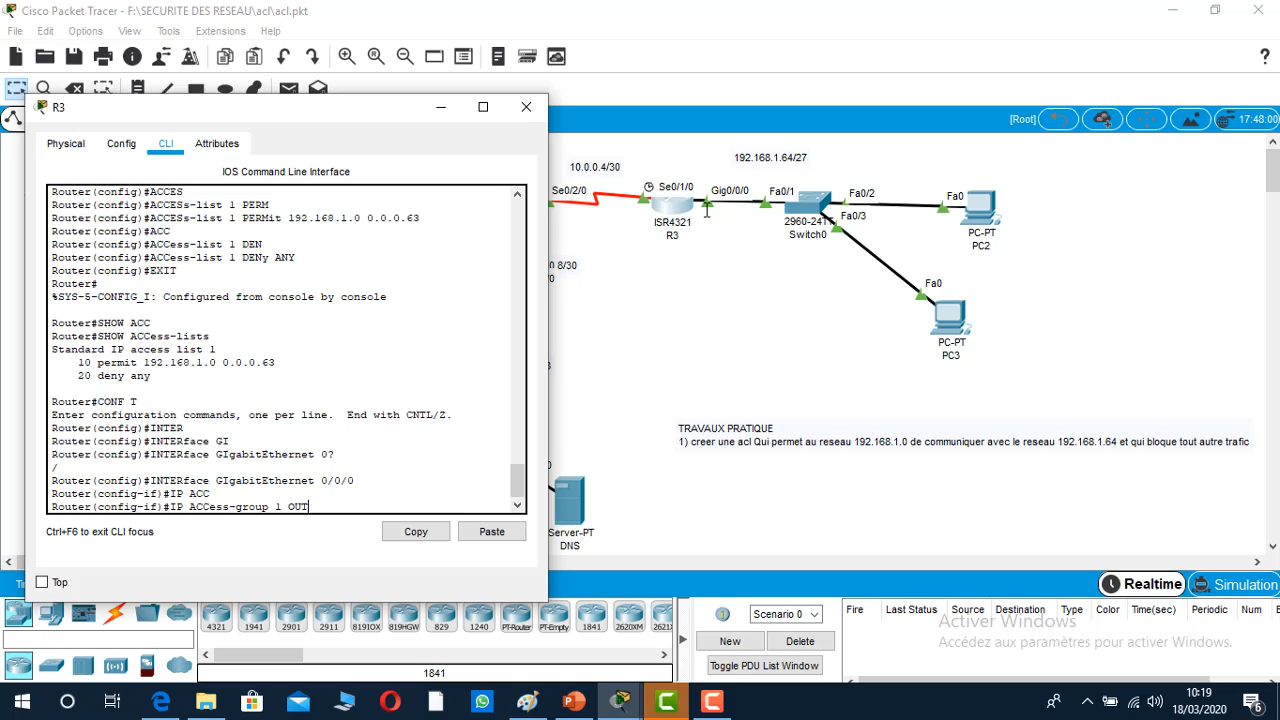 Cisco Packet Tracer - F:\SECURITE DES RESEAU\acl\acl.pkt
File Edit Options View Tools Extensions Help
[Root]
17:48:00
R3
Physical Config CLI Attributes
IOS Command Line Interface
Router(config)#ACCES
Router(config)#ACCESs-list 1 PERM
Router(config)#ACCESs-list 1 PERMit 192.168.1.0 0.0.0.63
Router(config)#ACC
Router(config)#ACCess-list 1 DEN
Router(config)#ACCess-list 1 DENy ANY
Router(config)#EXIT
Router#
%SYS-5-CONFIG_I: Configured from console by console
Router#SHOW ACC
Router#SHOW ACCess-lists
Standard IP access list 1
10 permit 192.168.1.0 0.0.0.63
20 deny any
Router#CONF T
Enter configuration commands, one per line. End with CNTL/Z.
Router(config)#INTER
Router(config)#INTERface GI
Router(config)#INTERface GIgabitEthernet 0?
/
Router(config)#INTERface GIgabitEthernet 0/0/0
Router(config-if)#IP ACC
Router(config-if)#IP ACCess-group 1 OUT
Ctrl+F6 to exit CLI focus
Copy
Paste
Top
10.0.0.4/30
192.168.1.64/27
Se0/2/0
Se0/1/0
Gig0/0/0
Fa0/1
Fa0/2
Fa0/3
Fa0
ISR4321
R3
2960-24TT
Switch0
PC-PT
PC2
Fa0
PC-PT
PC3
8/30
Server-PT
DNS
TRAVAUX PRATIQUE
1) creer une acl Qui permet au reseau 192.168.1.0 de communiquer avec le reseau 192.168.1.64 et qui bloque tout autre trafic
Realtime
Simulation
4321 1941 2901 2911 819IOX 819HGW 829 1240 PT-Router PT-Empty 1841 2620XM
1841
Scenario 0
New
Delete
Toggle PDU List Window
Fire Last Status Source Destination Type Color Time(sec) Periodic Num
Activer Windows
Accédez aux paramètres pour activer Windows.
10:19
18/03/2020
6